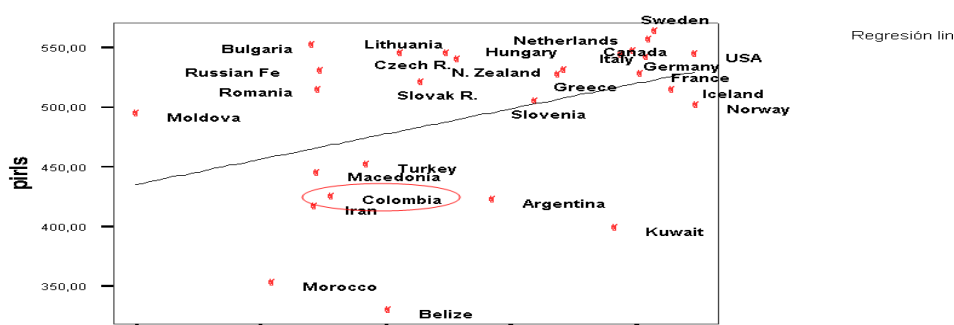 Sweden
Regresión lin
550,00
Bulgaria
Lithuania
Netherlands
Hungary
Canada
Italy
USA
Czech R.
Germany
Russian Fe
N. Zealand
France
Romania
Slovak R.
Greece
Iceland
500,00
Moldova
Slovenia
Norway
pirls
450,00
Turkey
Macedonia
Colombia
Iran
Argentina
400,00
Kuwait
350,00
Morocco
Belize